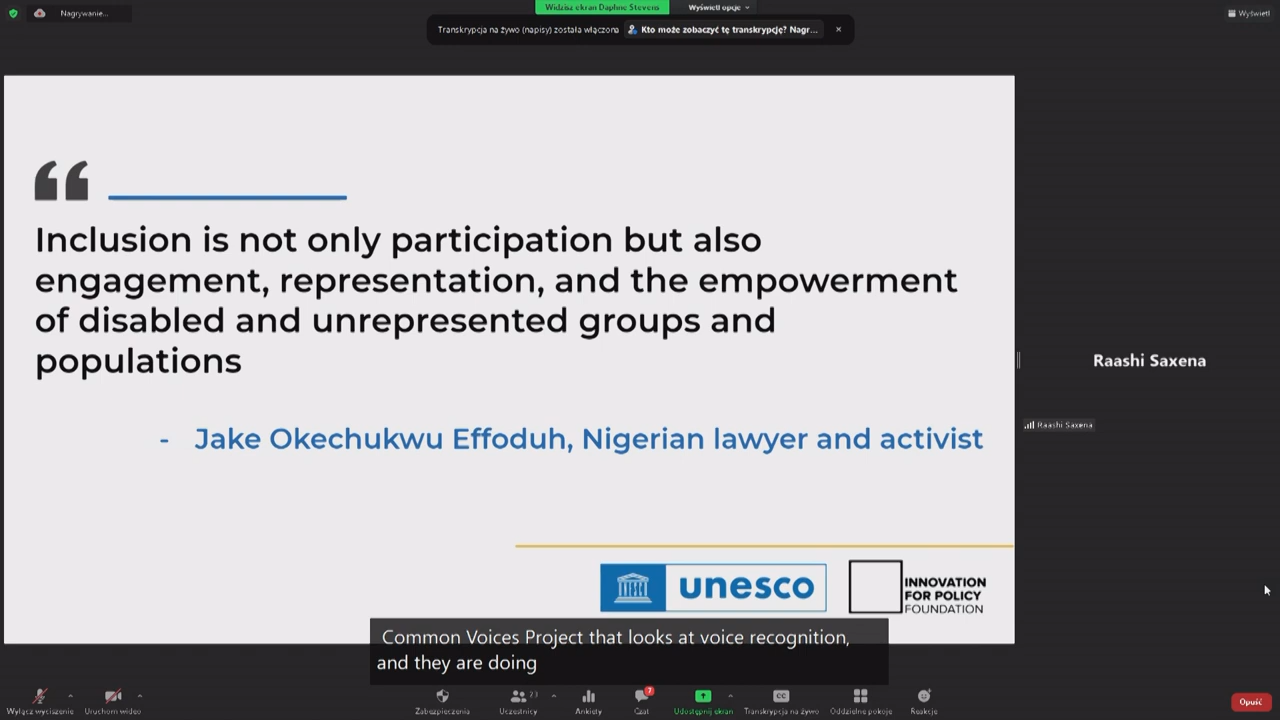 Nagrywanie...
Widzisz ekran Daphne Stevens
Wyświetl opcje
Wyświetl
Transkrypcja na żywo (napisy) została włączona
Kto może zobaczyć tę transkrypcję? Nagr...
Inclusion is not only participation but also
engagement, representation, and the empowerment
of disabled and unrepresented groups and
populations
- Jake Okechukwu Effoduh, Nigerian lawyer and activist
Raashi Saxena
Raashi Saxena
unesco
INNOVATION
FOR POLICY
FOUNDATION
Common Voices Project that looks at voice recognition,
and they are doing
Wyłącz wyciszenie
Uruchom wideo
Zabezpieczenia
Uczestnicy
23
Ankiety
Czat
7
Udostępnij ekran
CC
Transkrypcja na żywo
Oddzielne pokoje
Reakcje
Opuść